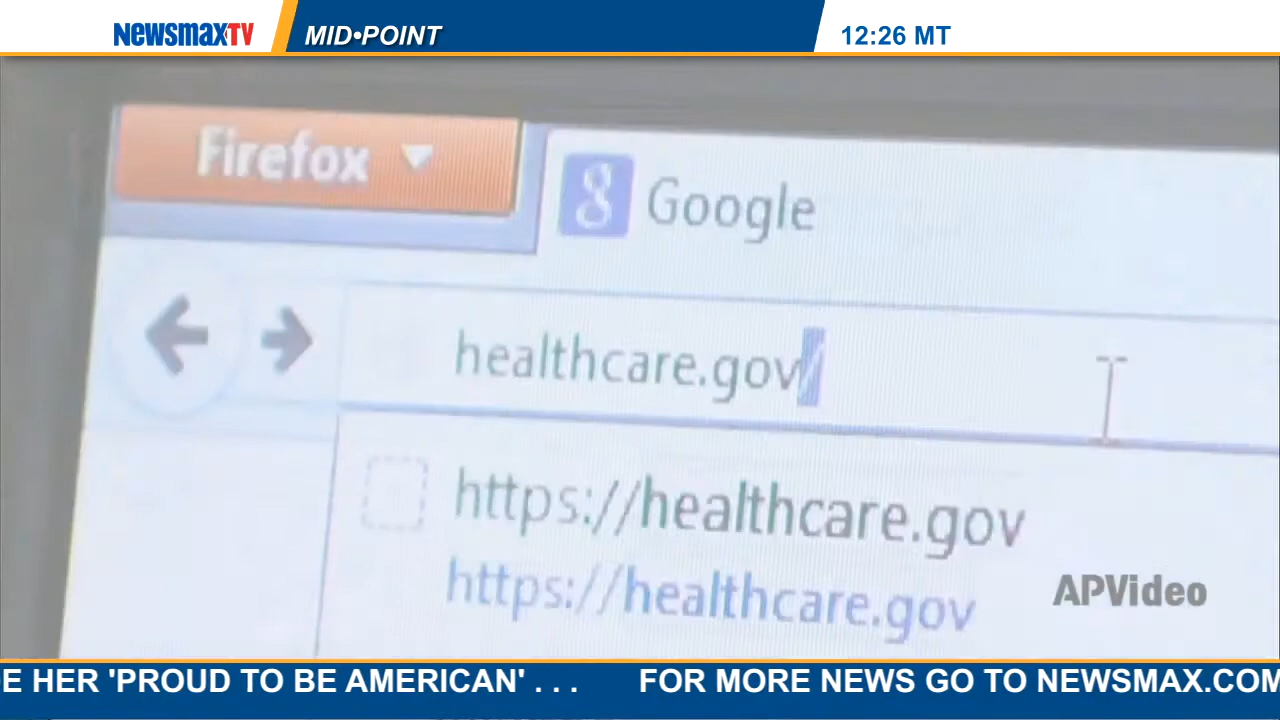 NEWSMAXTV MID•POINT 12:26 MT
Firefox
8 Google
healthcare.gov/
https://healthcare.gov
https://healthcare.gov
APVideo
E HER 'PROUD TO BE AMERICAN' . . . FOR MORE NEWS GO TO NEWSMAX.COM